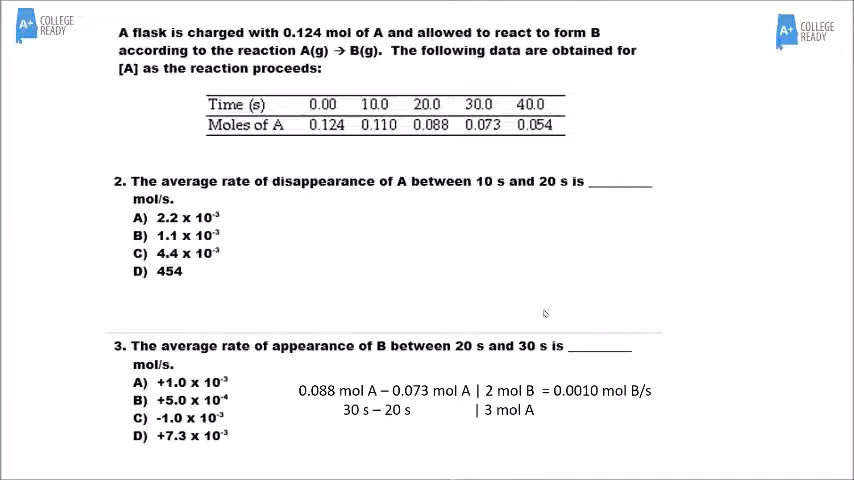 A+ COLLEGE READY
A+ COLLEGE READY
A flask is charged with 0.124 mol of A and allowed to react to form B
according to the reaction A(g) → B(g). The following data are obtained for
[A] as the reaction proceeds:
Time (s) 0.00 10.0 20.0 30.0 40.0
Moles of A 0.124 0.110 0.088 0.073 0.054
2. The average rate of disappearance of A between 10 s and 20 s is ________
mol/s.
A) 2.2 x 10⁻³
B) 1.1 x 10⁻³
C) 4.4 x 10⁻³
D) 454
3. The average rate of appearance of B between 20 s and 30 s is ________
mol/s.
A) +1.0 x 10⁻³
B) +5.0 x 10⁻⁴
C) -1.0 x 10⁻³
D) +7.3 x 10⁻³
0.088 mol A – 0.073 mol A | 2 mol B = 0.0010 mol B/s
30 s – 20 s | 3 mol A